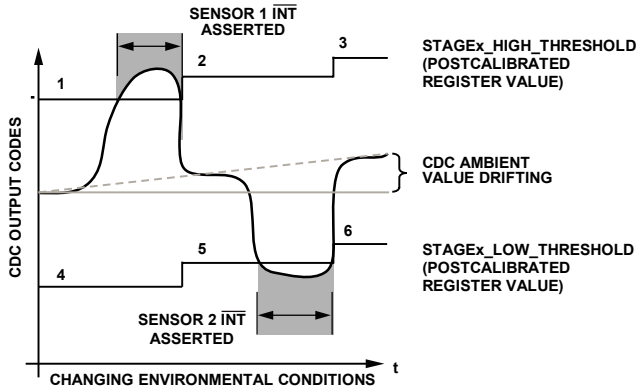 SENSOR 1 INT
ASSERTED
1
2
3
STAGEx_HIGH_THRESHOLD
(POSTCALIBRATED
REGISTER VALUE)
CDC OUTPUT CODES
CDC AMBIENT
VALUE DRIFTING
4
5
6
STAGEx_LOW_THRESHOLD
(POSTCALIBRATED
REGISTER VALUE)
SENSOR 2 INT
ASSERTED
t
CHANGING ENVIRONMENTAL CONDITIONS